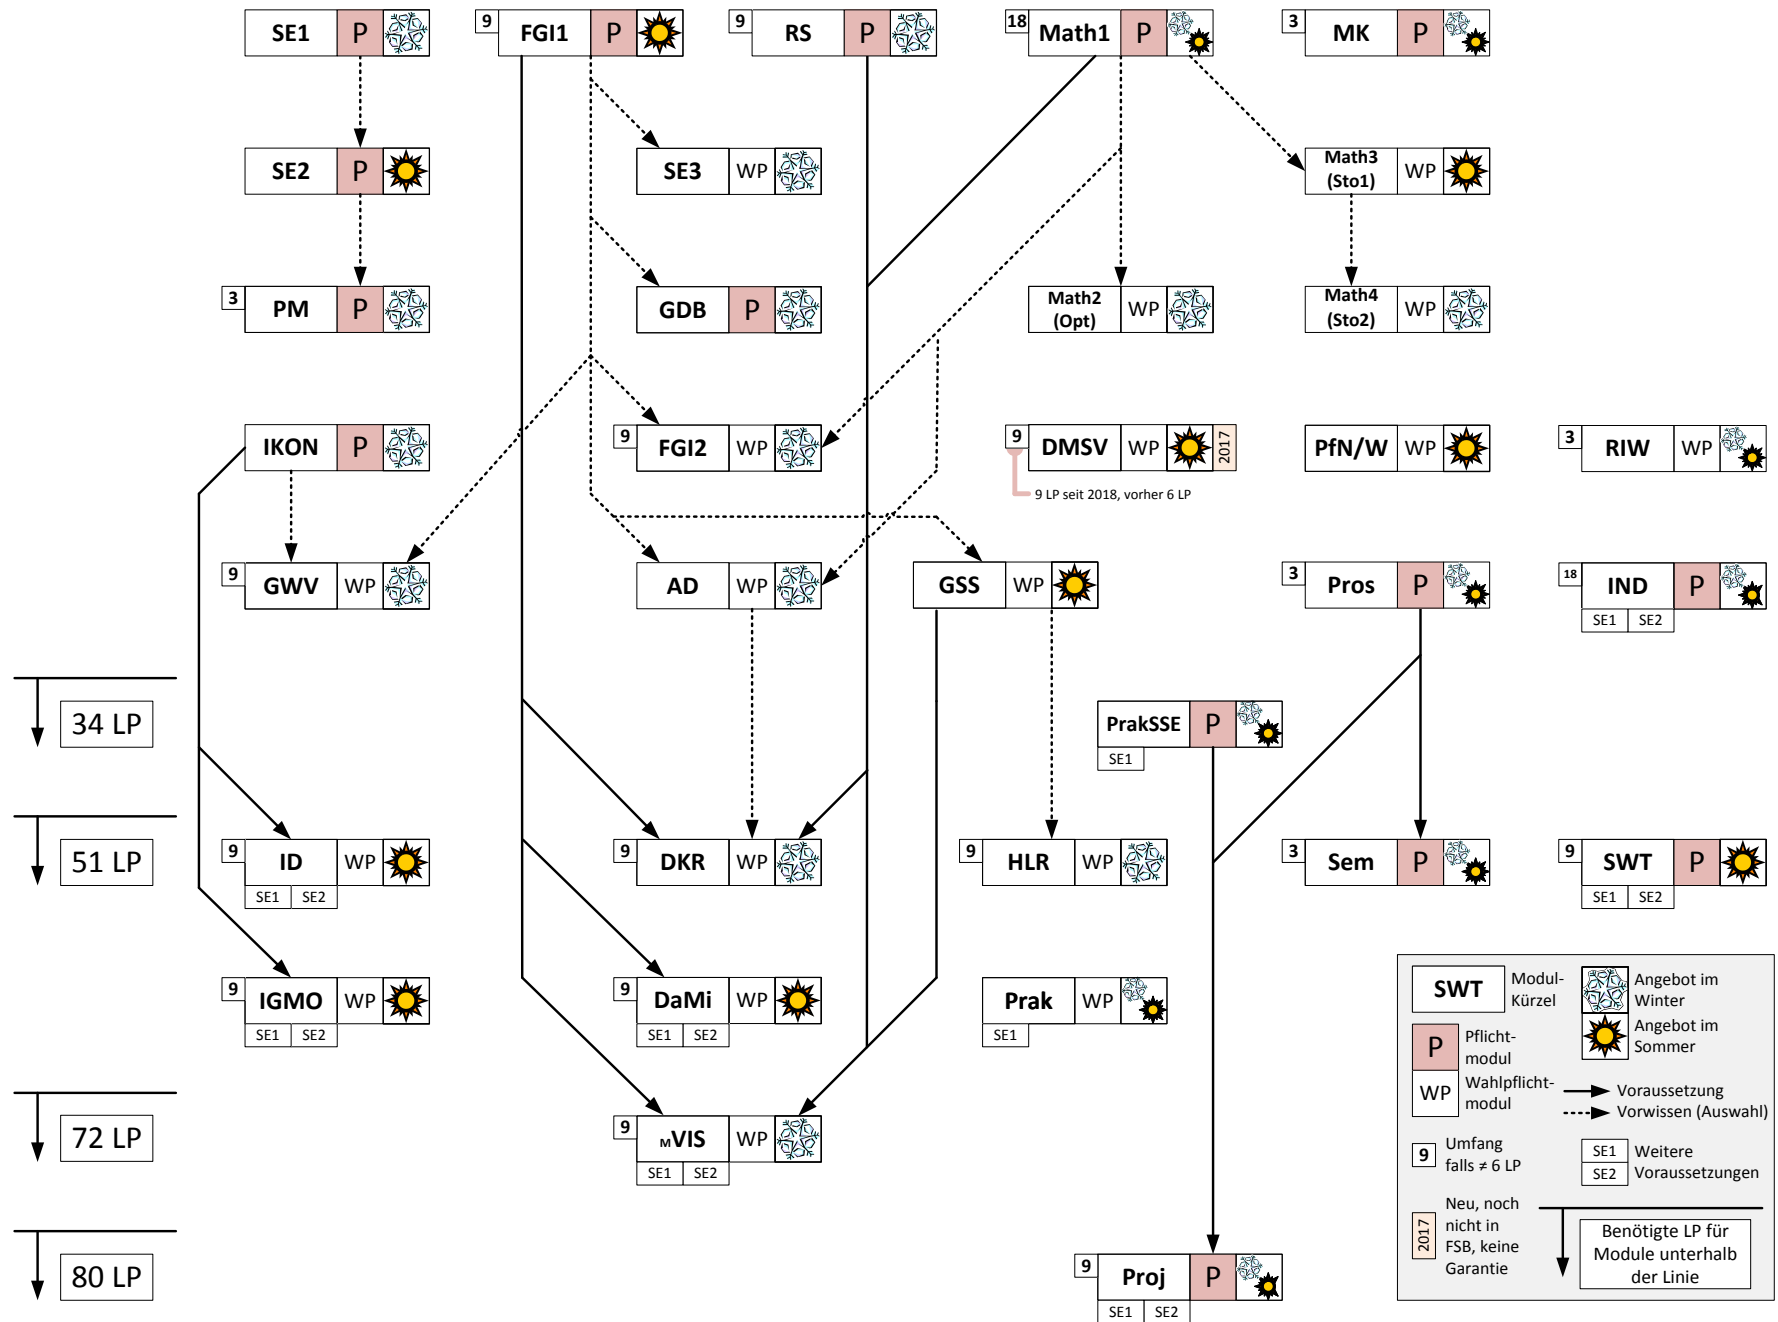 SE1 P
9 FGI1 P
9 RS P
18 Math1 P
3 MK P
SE2 P
SE3 WP
Math3
(Sto1) WP
3 PM P
GDB P
Math2
(Opt) WP
Math4
(Sto2) WP
IKON P
9 FGI2 WP
9 DMSV WP 2017
9 LP seit 2018, vorher 6 LP
PfN/W WP
3 RIW WP
9 GWV WP
AD WP
GSS WP
3 Pros P
18 IND P
SE1 SE2
34 LP
PrakSSE P
SE1
51 LP
9 ID WP
SE1 SE2
9 DKR WP
9 HLR WP
3 Sem P
9 SWT P
SE1 SE2
9 IGMO WP
SE1 SE2
9 DaMi WP
SE1 SE2
Prak WP
SE1
72 LP
9 MVIS WP
SE1 SE2
80 LP
9 Proj P
SE1 SE2
SWT Modul-
Kürzel
Angebot im
Winter
Angebot im
Sommer
P Pflicht-
modul
WP Wahlpflicht-
modul
Voraussetzung
Vorwissen (Auswahl)
9 Umfang
falls ≠ 6 LP
SE1 Weitere
SE2 Voraussetzungen
2017 Neu, noch
nicht in
FSB, keine
Garantie
Benötigte LP für
Module unterhalb
der Linie